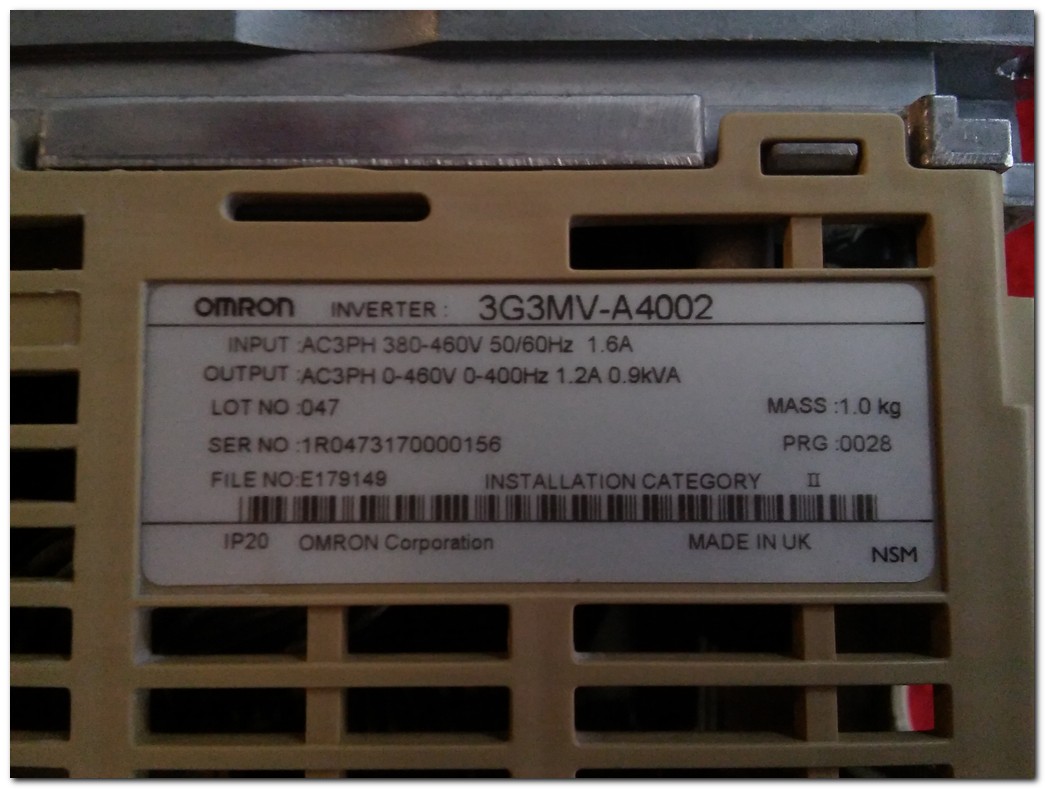 OMRON INVERTER : 3G3MV-A4002
INPUT :AC3PH 380-460V 50/60Hz 1.6A
OUTPUT :AC3PH 0-460V 0-400Hz 1.2A 0.9kVA
LOT NO :047 MASS :1.0 kg
SER NO :1R0473170000156 PRG :0028
FILE NO:E179149 INSTALLATION CATEGORY II
IP20 OMRON Corporation MADE IN UK NSM